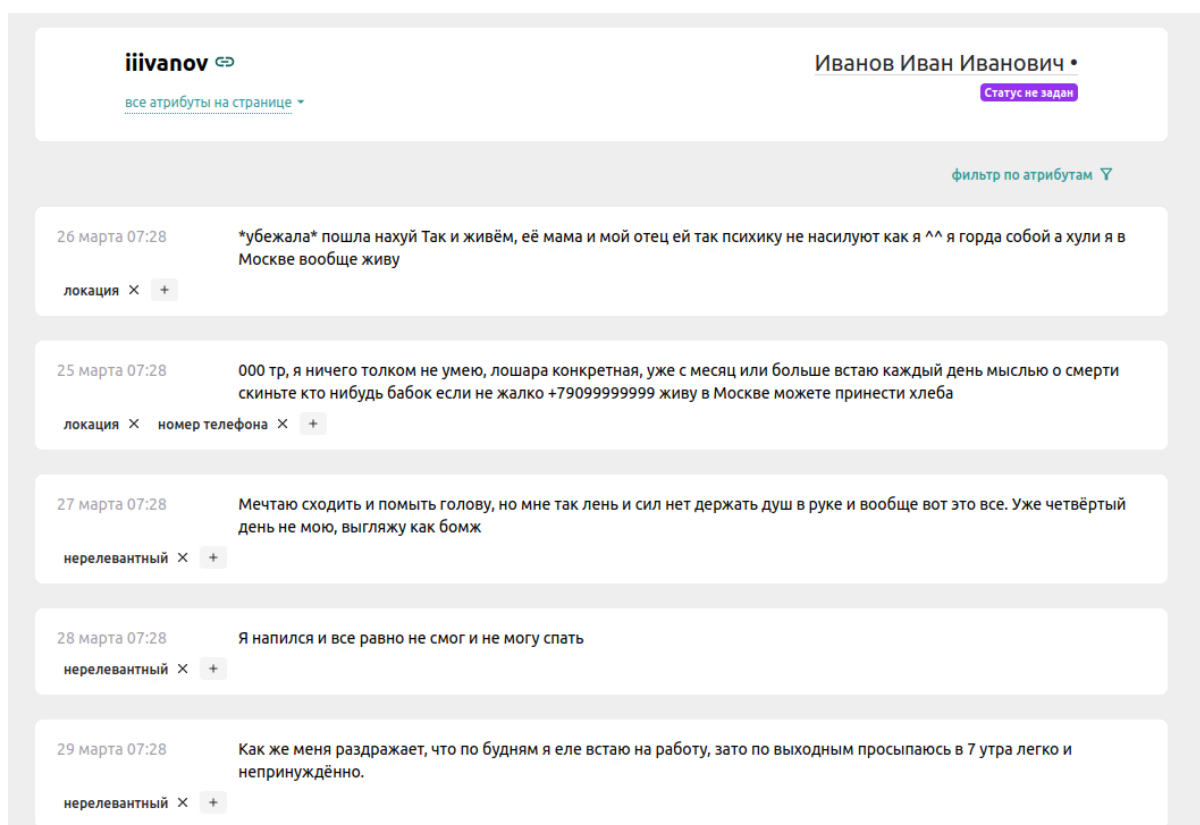 iiivanov
Иванов Иван Иванович •
все атрибуты на странице
Статус не задан
фильтр по атрибутам
26 марта 07:28
*убежала* пошла нахуй Так и живём, её мама и мой отец ей так психику не насилуют как я ^^ я горда собой а хули я в
Москве вообще живу
локация × +
25 марта 07:28
000 тр, я ничего толком не умею, лошара конкретная, уже с месяц или больше встаю каждый день мыслью о смерти
скиньте кто нибудь бабок если не жалко +79099999999 живу в Москве можете принести хлеба
локация × номер телефона × +
27 марта 07:28
Мечтаю сходить и помыть голову, но мне так лень и сил нет держать душ в руке и вообще вот это все. Уже четвёртый
день не мою, выгляжу как бомж
нерелевантный × +
28 марта 07:28
Я напился и все равно не смог и не могу спать
нерелевантный × +
29 марта 07:28
Как же меня раздражает, что по будням я еле встаю на работу, зато по выходным просыпаюсь в 7 утра легко и
непринуждённо.
нерелевантный × +